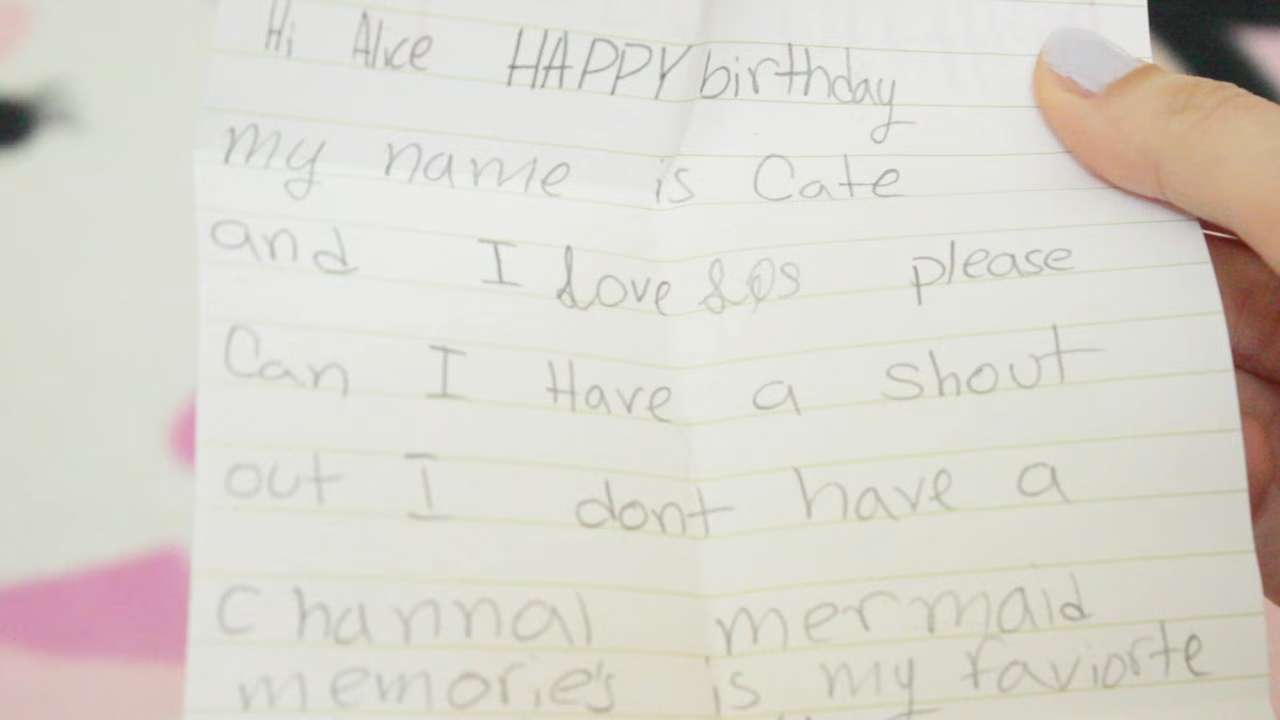 Hi Alice HAPPY birthday
my name is Cate
and I love LPS please
Can I Have a shout
out I dont have a
Channal mermaid
memorie's is my faviorte